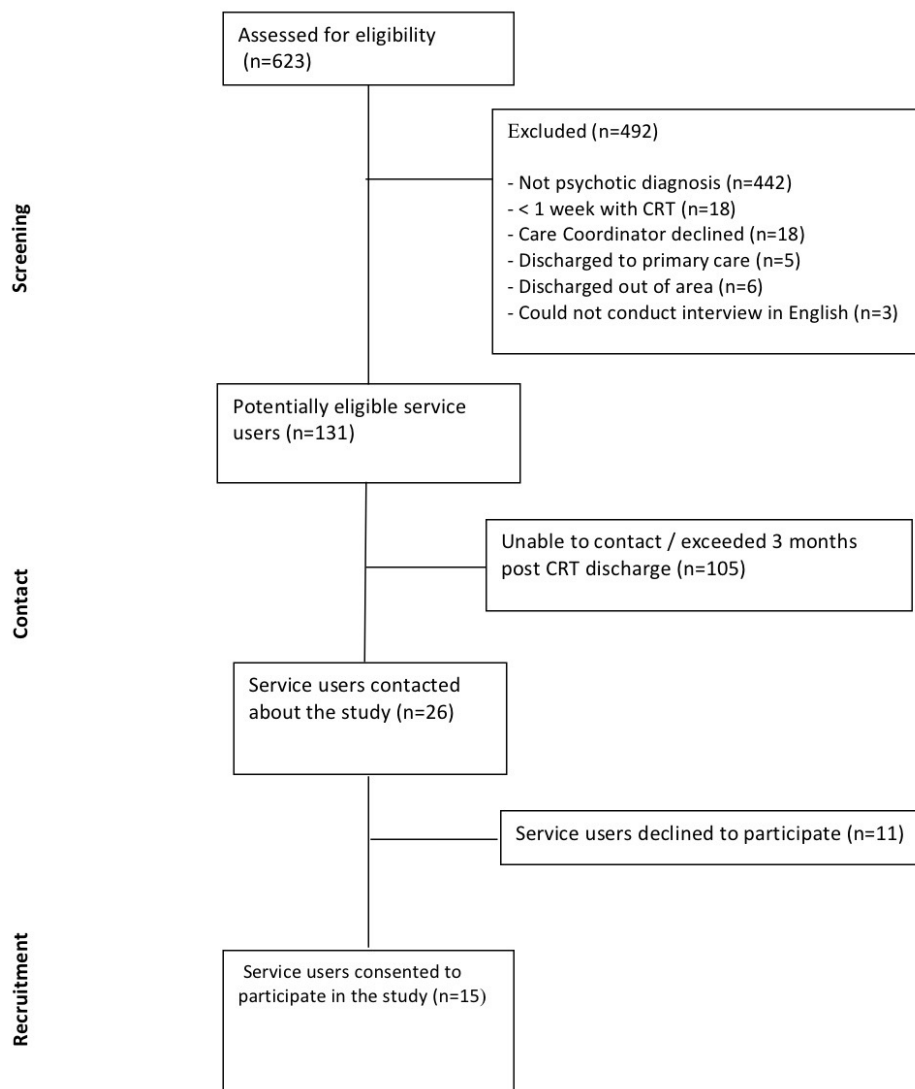 Assessed for eligibility
(n=623)
Excluded (n=492)
- Not psychotic diagnosis (n=442)
- < 1 week with CRT (n=18)
- Care Coordinator declined (n=18)
- Discharged to primary care (n=5)
- Discharged out of area (n=6)
- Could not conduct interview in English (n=3)
Screening
Potentially eligible service
users (n=131)
Unable to contact / exceeded 3 months
post CRT discharge (n=105)
Contact
Service users contacted
about the study (n=26)
Service users declined to participate (n=11)
Recruitment
Service users consented to
participate in the study (n=15)